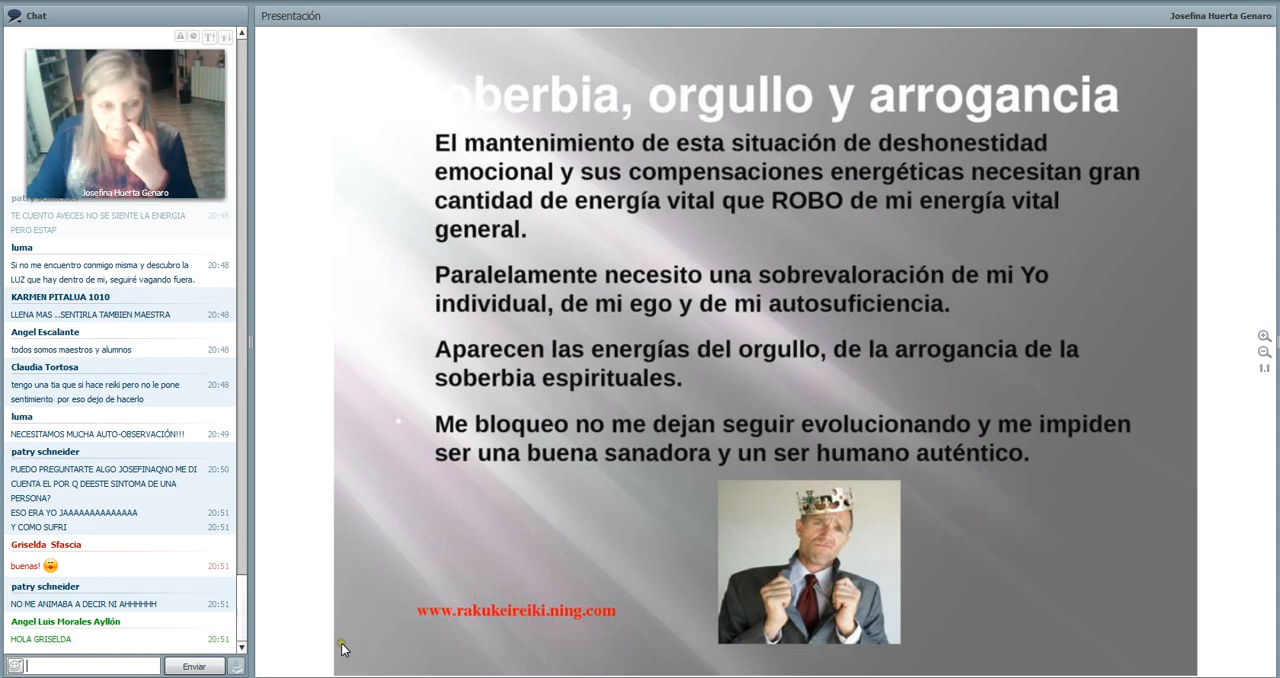 Chat
Josefina Huerta Genaro
patry schneider
TE CUENTO AVECES NO SE SIENTE LA ENERGIA 20:48
PERO ESTAP
luma
Si no me encuentro conmigo misma y descubro la 20:48
LUZ que hay dentro de mi, seguiré vagando fuera.
KARMEN PITALUA 1010
LLENA MAS ..SENTIRLA TAMBIEN MAESTRA 20:48
Angel Escalante
todos somos maestros y alumnos 20:48
Claudia Tortosa
tengo una tia que si hace reiki pero no le pone 20:48
sentimiento por eso dejo de hacerlo
luma
NECESITAMOS MUCHA AUTO-OBSERVACIÓN!!! 20:49
patry schneider
PUEDO PREGUNTARTE ALGO JOSEFINAQNO ME DI 20:50
CUENTA EL POR Q DEESTE SINTOMA DE UNA
PERSONA?
ESO ERA YO JAAAAAAAAAAAAAA 20:51
Y COMO SUFRI 20:51
Griselda Sfascia
buenas! 20:51
patry schneider
NO ME ANIMABA A DECIR NI AHHHHHH 20:51
Angel Luis Morales Ayllón
HOLA GRISELDA 20:51
Enviar
Presentación
Josefina Huerta Genaro
oberbia, orgullo y arrogancia
El mantenimiento de esta situación de deshonestidad
emocional y sus compensaciones energéticas necesitan gran
cantidad de energía vital que ROBO de mi energía vital
general.
Paralelamente necesito una sobrevaloración de mi Yo
individual, de mi ego y de mi autosuficiencia.
Aparecen las energías del orgullo, de la arrogancia de la
soberbia espirituales.
Me bloqueo no me dejan seguir evolucionando y me impiden
ser una buena sanadora y un ser humano auténtico.
www.rakukeireiki.ning.com
1.1